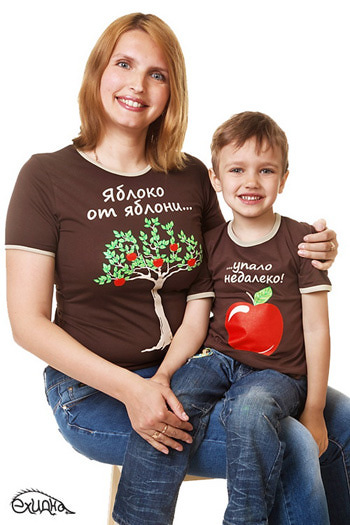 Яблоко
от яблони...
...упало
недалеко!
ехидна